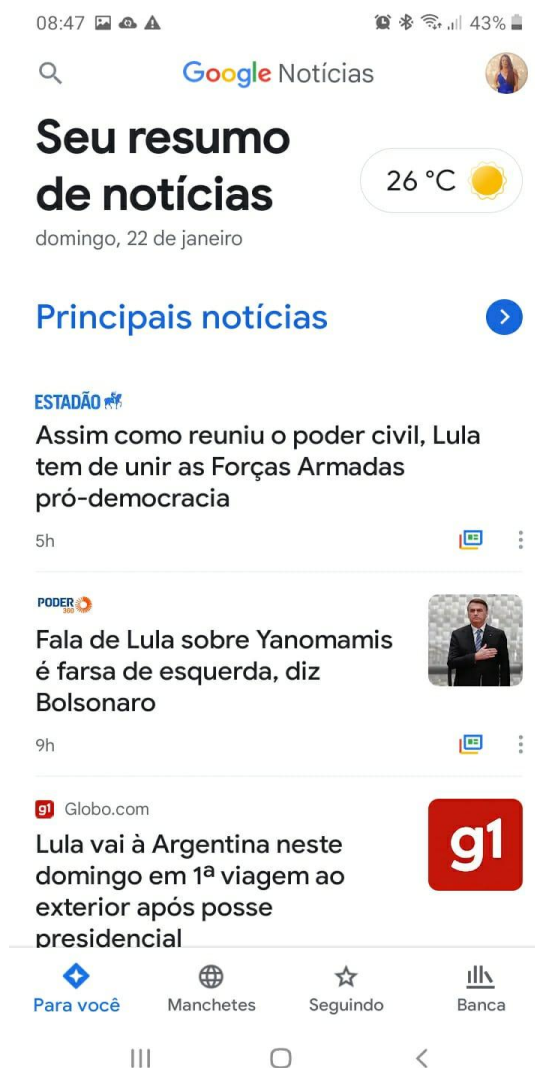 08:47
43%
Google Notícias
Seu resumo
de notícias
26 °C
domingo, 22 de janeiro
Principais notícias
ESTADÃO
Assim como reuniu o poder civil, Lula
tem de unir as Forças Armadas
pró-democracia
5h
PODER
360
Fala de Lula sobre Yanomamis
é farsa de esquerda, diz
Bolsonaro
9h
g1 Globo.com
g1
Lula vai à Argentina neste
domingo em 1ª viagem ao
exterior após posse
presidencial
Para você
Manchetes
Seguindo
Banca